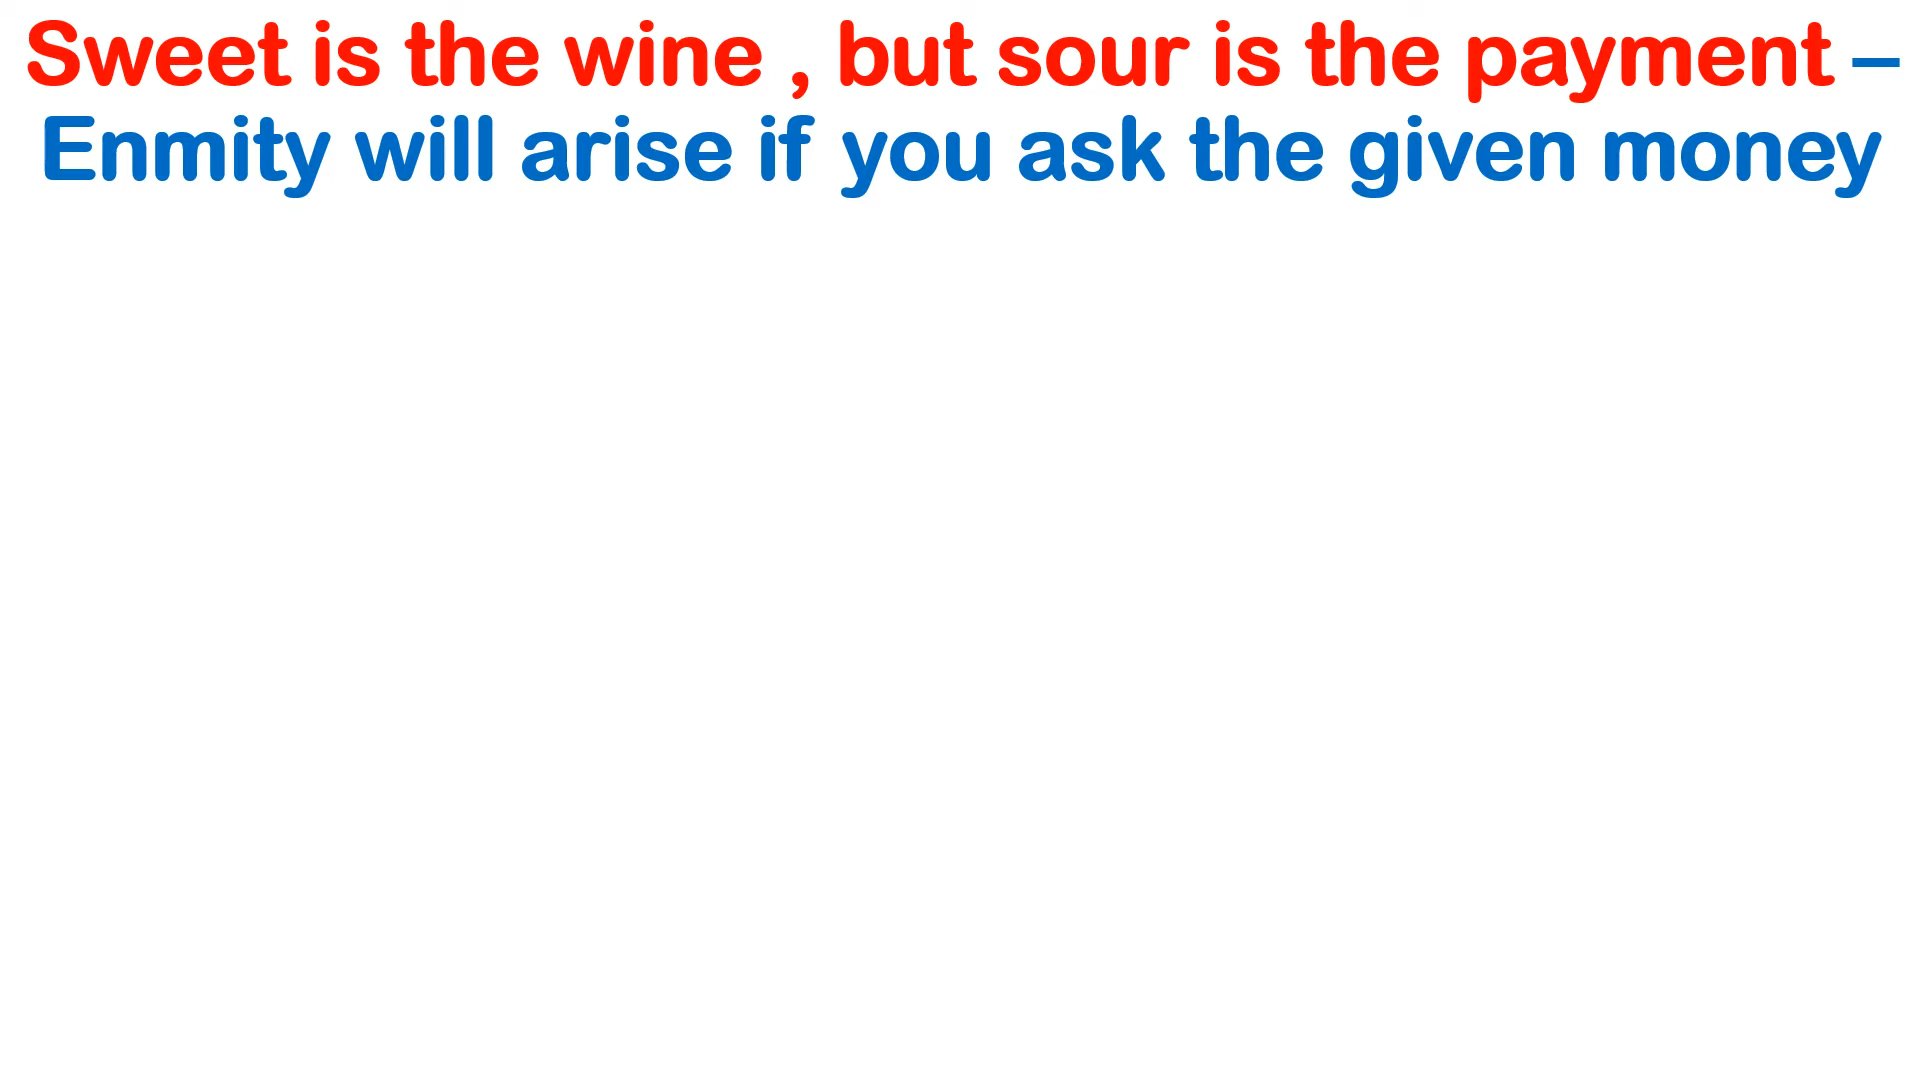 Sweet is the wine , but sour is the payment –
Enmity will arise if you ask the given money